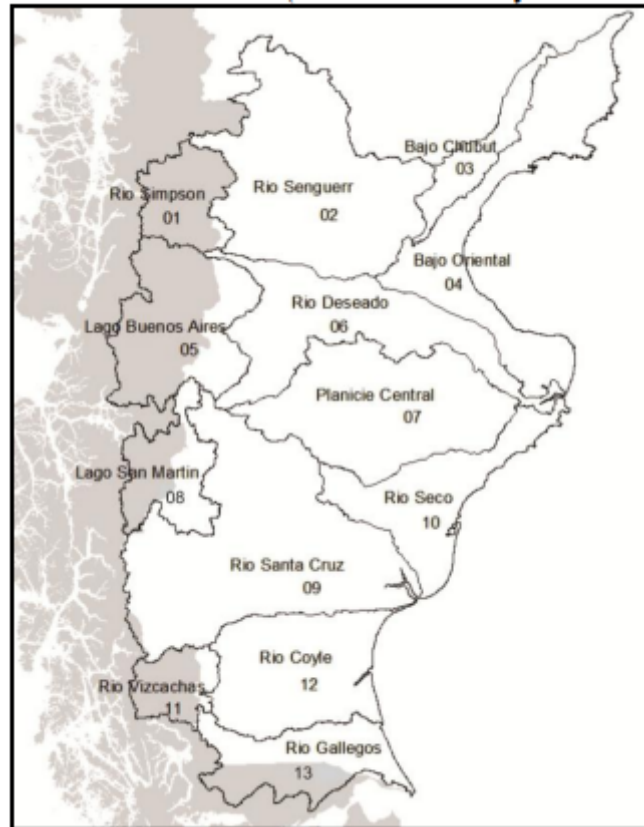 Bajo Chubut
03
Rio Simpson
01
Rio Senguerr
02
Bajo Oriental
04
Rio Deseado
06
Lago Buenos Aires
05
Planicie Central
07
Lago San Martin
08
Rio Seco
10
Rio Santa Cruz
09
Rio Coyle
12
Rio Vizcachas
11
Rio Gallegos
13